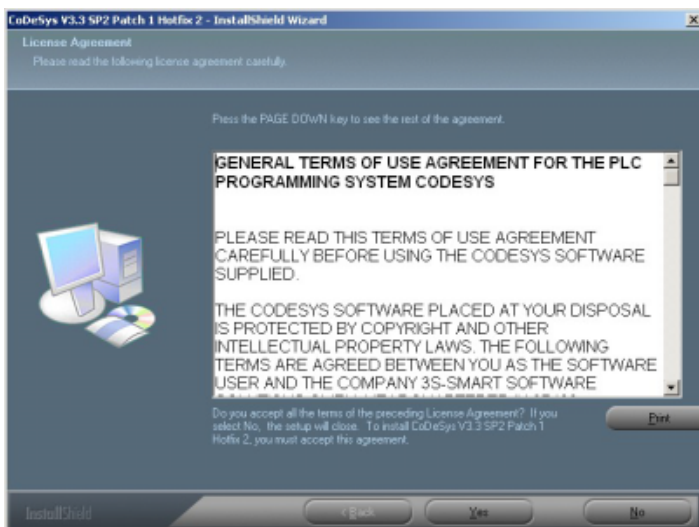 CoDeSys V3.3 SP2 Patch 1 Hotfix 2 - InstallShield Wizard
License Agreement
Please read the following license agreement carefully.
Press the PAGE DOWN key to see the rest of the agreement.
GENERAL TERMS OF USE AGREEMENT FOR THE PLC
PROGRAMMING SYSTEM CODESYS
PLEASE READ THIS TERMS OF USE AGREEMENT
CAREFULLY BEFORE USING THE CODESYS SOFTWARE
SUPPLIED.
THE CODESYS SOFTWARE PLACED AT YOUR DISPOSAL
IS PROTECTED BY COPYRIGHT AND OTHER
INTELLECTUAL PROPERTY LAWS. THE FOLLOWING
TERMS ARE AGREED BETWEEN YOU AS THE SOFTWARE
USER AND THE COMPANY 3S-SMART SOFTWARE
Do you accept all the terms of the preceding License Agreement? If you
select No, the setup will close. To install CoDeSys V3.3 SP2 Patch 1
Hotfix 2, you must accept this agreement.
Print
InstallShield
< Back
Yes
No